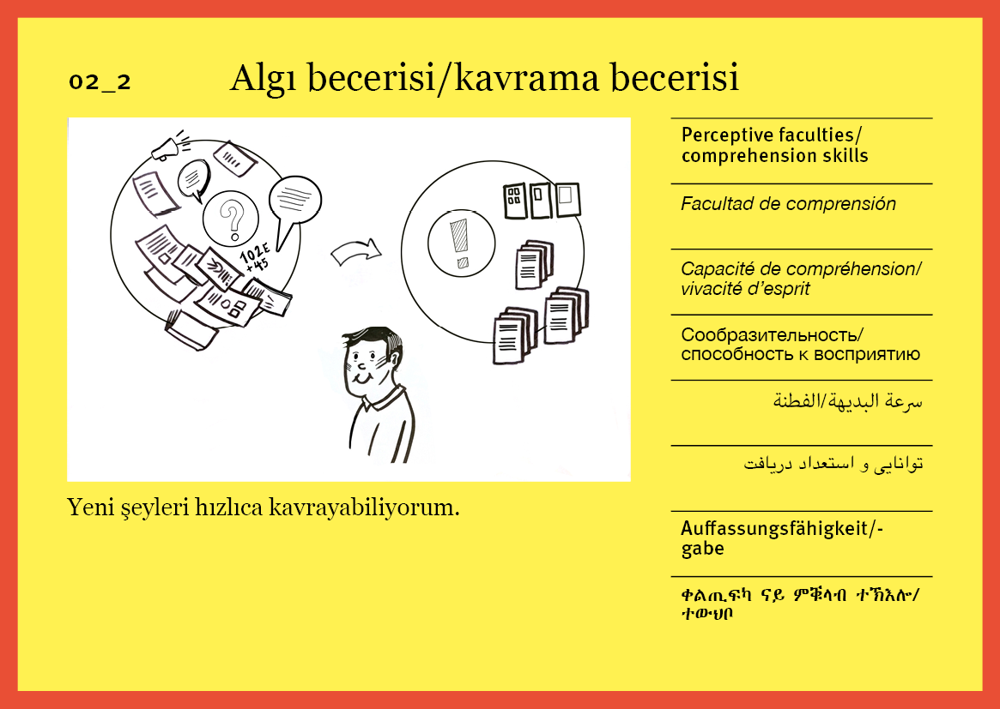 02_2
Algı becerisi/kavrama becerisi
?
102E
+45
!
Yeni şeyleri hızlıca kavrayabiliyorum.
Perceptive faculties/
comprehension skills
Facultad de comprensión
Capacité de compréhension/
vivacité d’esprit
Сообразительность/
способность к восприятию
سرعة البديهة/الفطنة
توانایی و استعداد دریافت
Auffassungsfähigkeit/-
gabe
ቀልጢፍካ ናይ ምቕላብ ተኽእሎ/
ተውህቦ